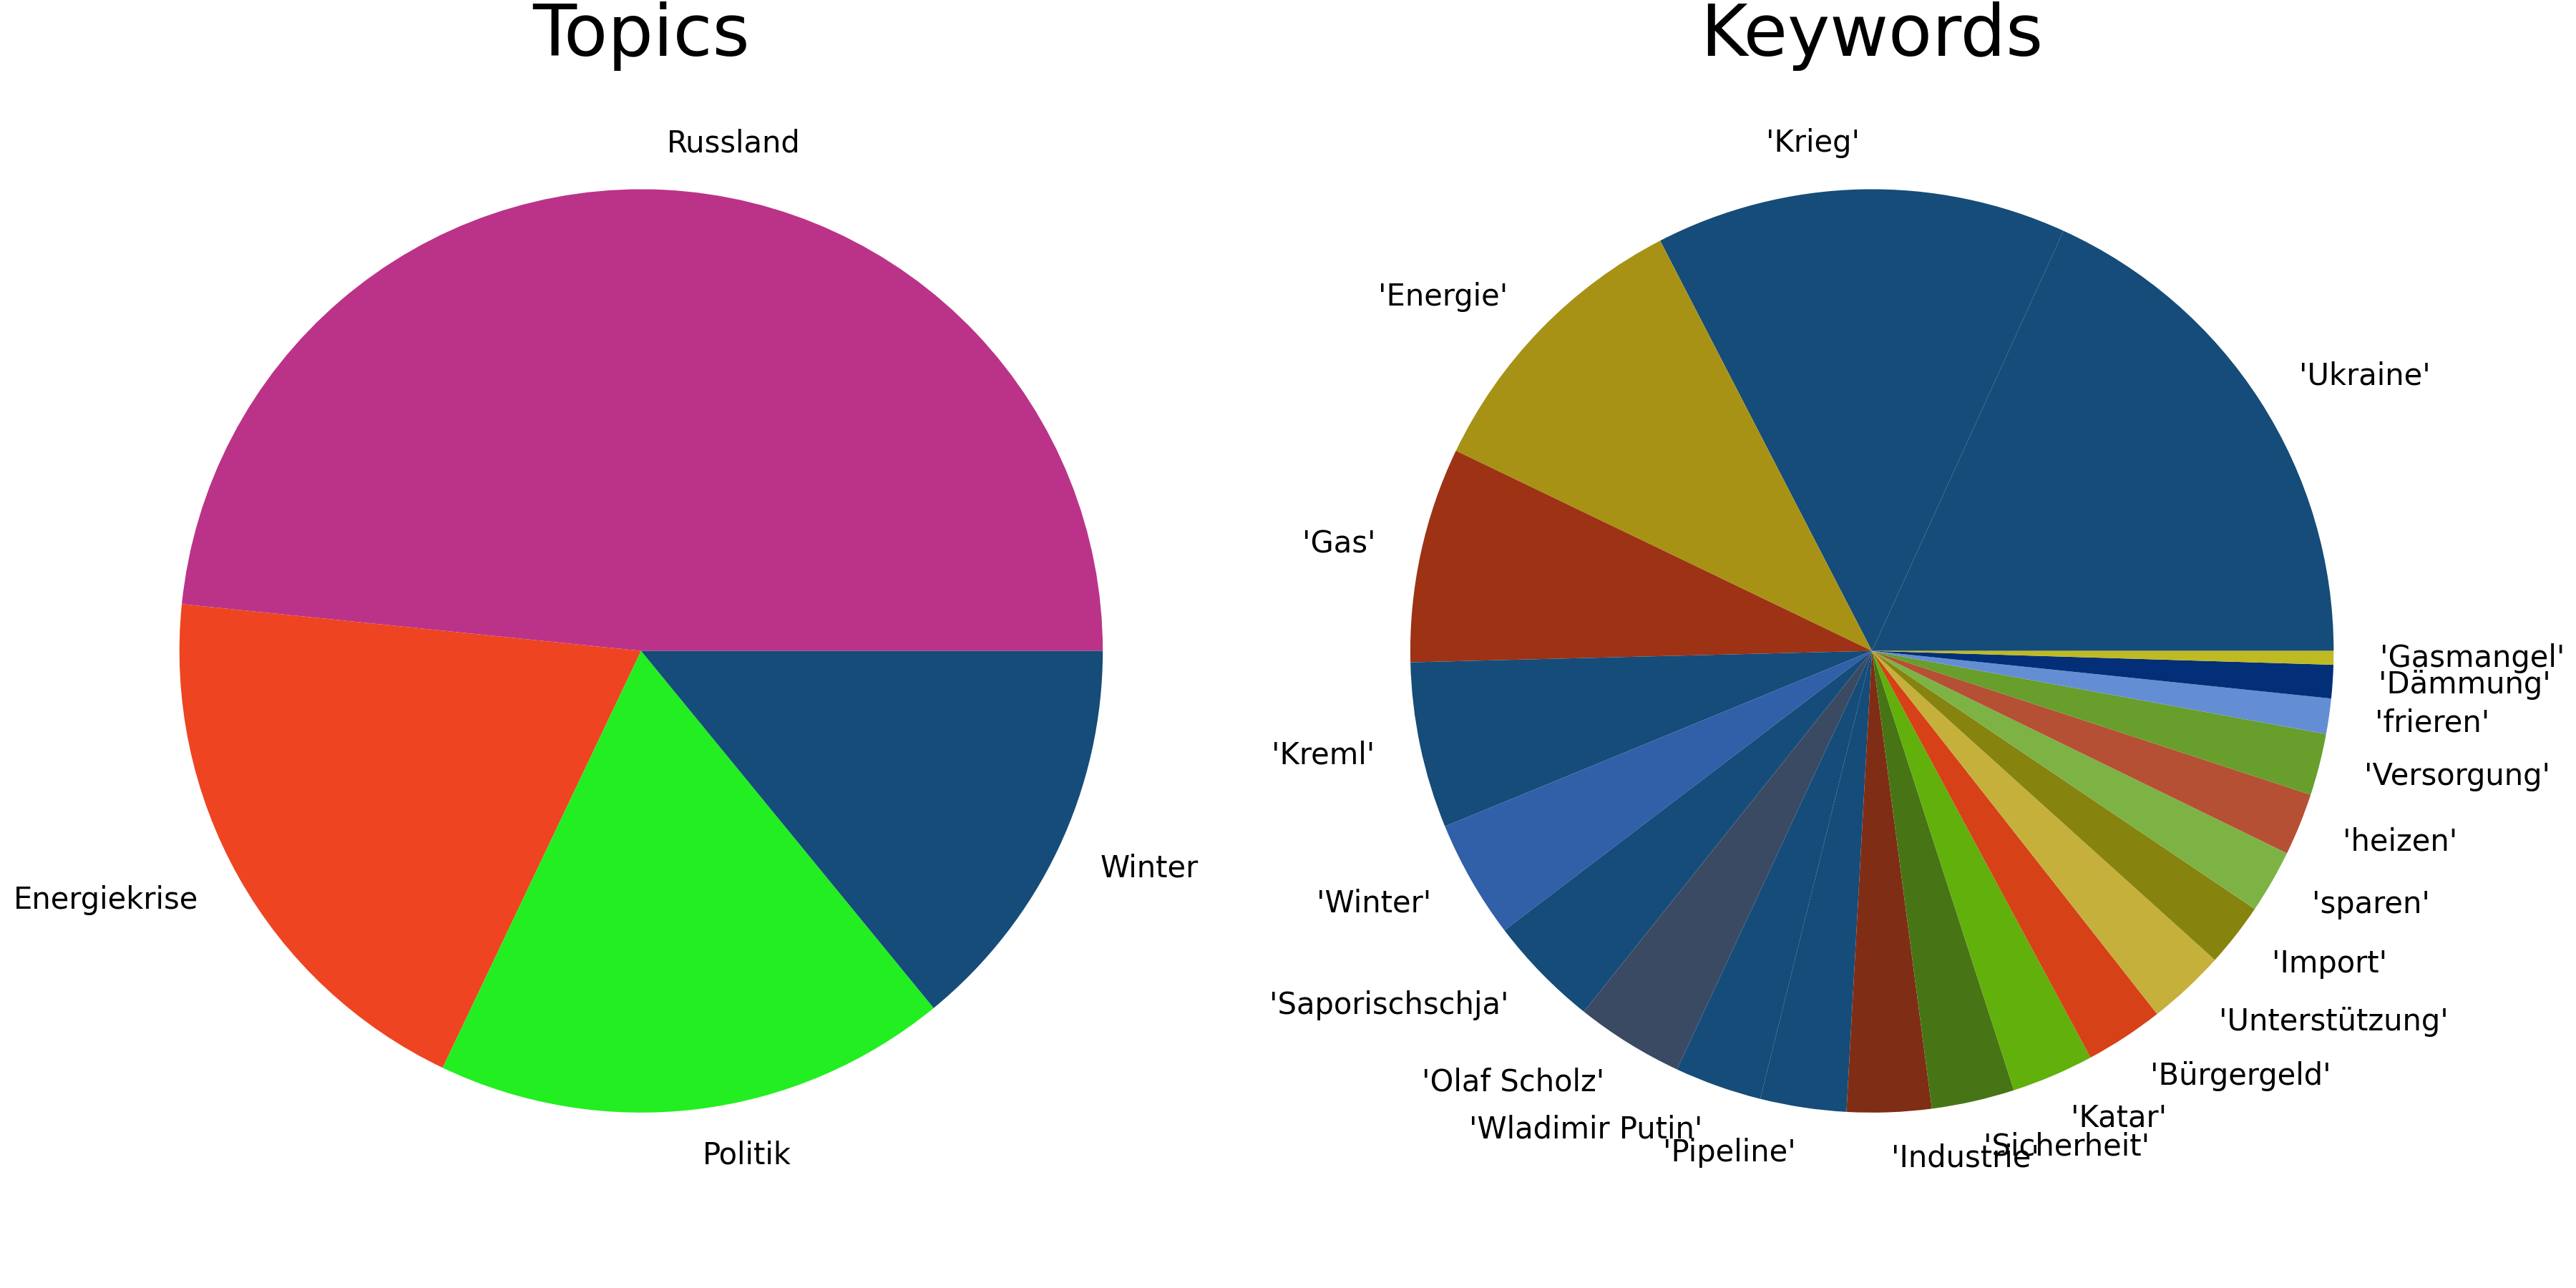 Topics
Russland
Energiekrise
Politik
Winter
Keywords
'Ukraine'
'Krieg'
'Energie'
'Gas'
'Kreml'
'Winter'
'Saporischschja'
'Olaf Scholz'
'Wladimir Putin'
'Pipeline'
'Industrie'
'Sicherheit'
'Katar'
'Bürgergeld'
'Unterstützung'
'Import'
'sparen'
'heizen'
'Versorgung'
'frieren'
'Dämmung'
'Gasmangel'